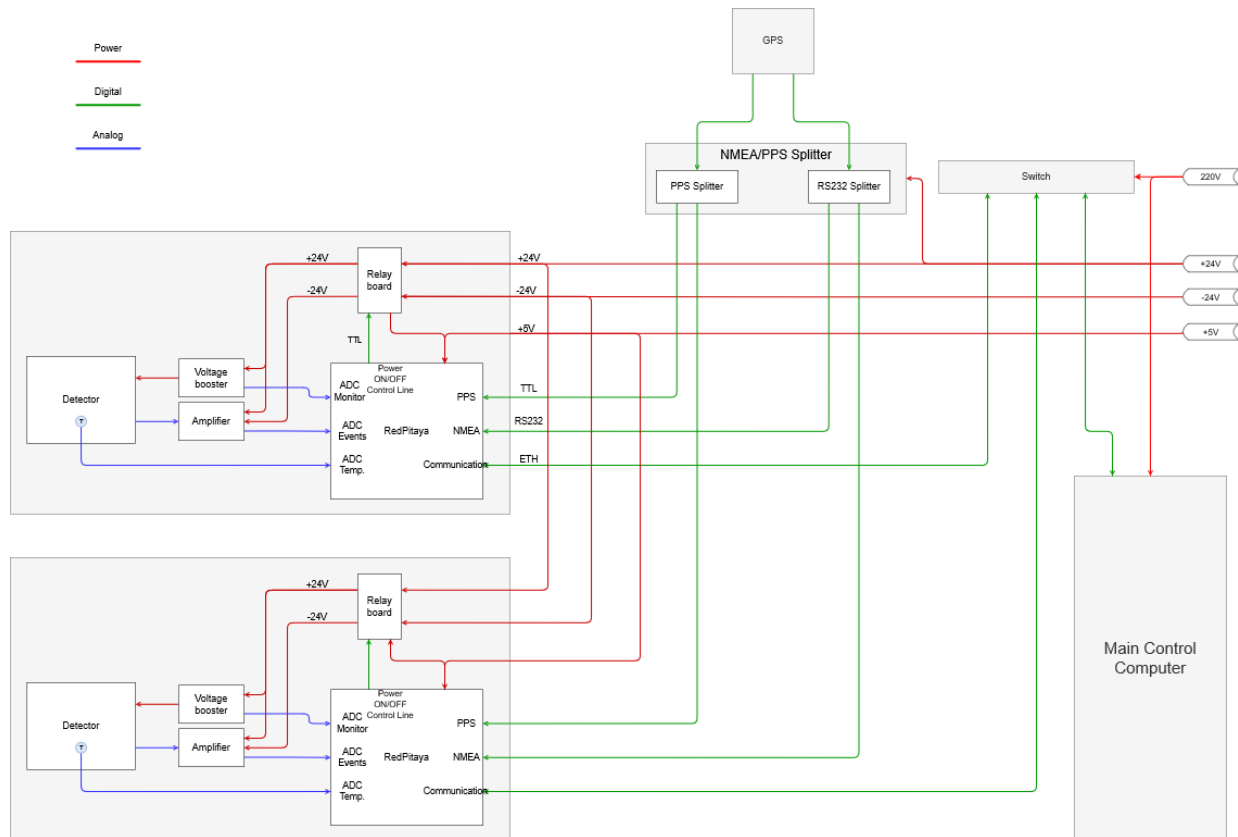 Power
Digital
Analog
GPS
NMEA/PPS Splitter
PPS Splitter
RS232 Splitter
Switch
220V
+24V
-24V
+5V
+24V
-24V
Relay
board
+24V
-24V
+5V
TTL
Detector
T
Voltage
booster
Amplifier
Power
ON/OFF
Control Line
ADC
Monitor
ADC
Events
ADC
Temp.
RedPitaya
PPS
NMEA
Communication
TTL
RS232
ETH
+24V
-24V
Relay
board
Detector
T
Voltage
booster
Amplifier
Power
ON/OFF
Control Line
ADC
Monitor
ADC
Events
ADC
Temp.
RedPitaya
PPS
NMEA
Communication
Main Control
Computer